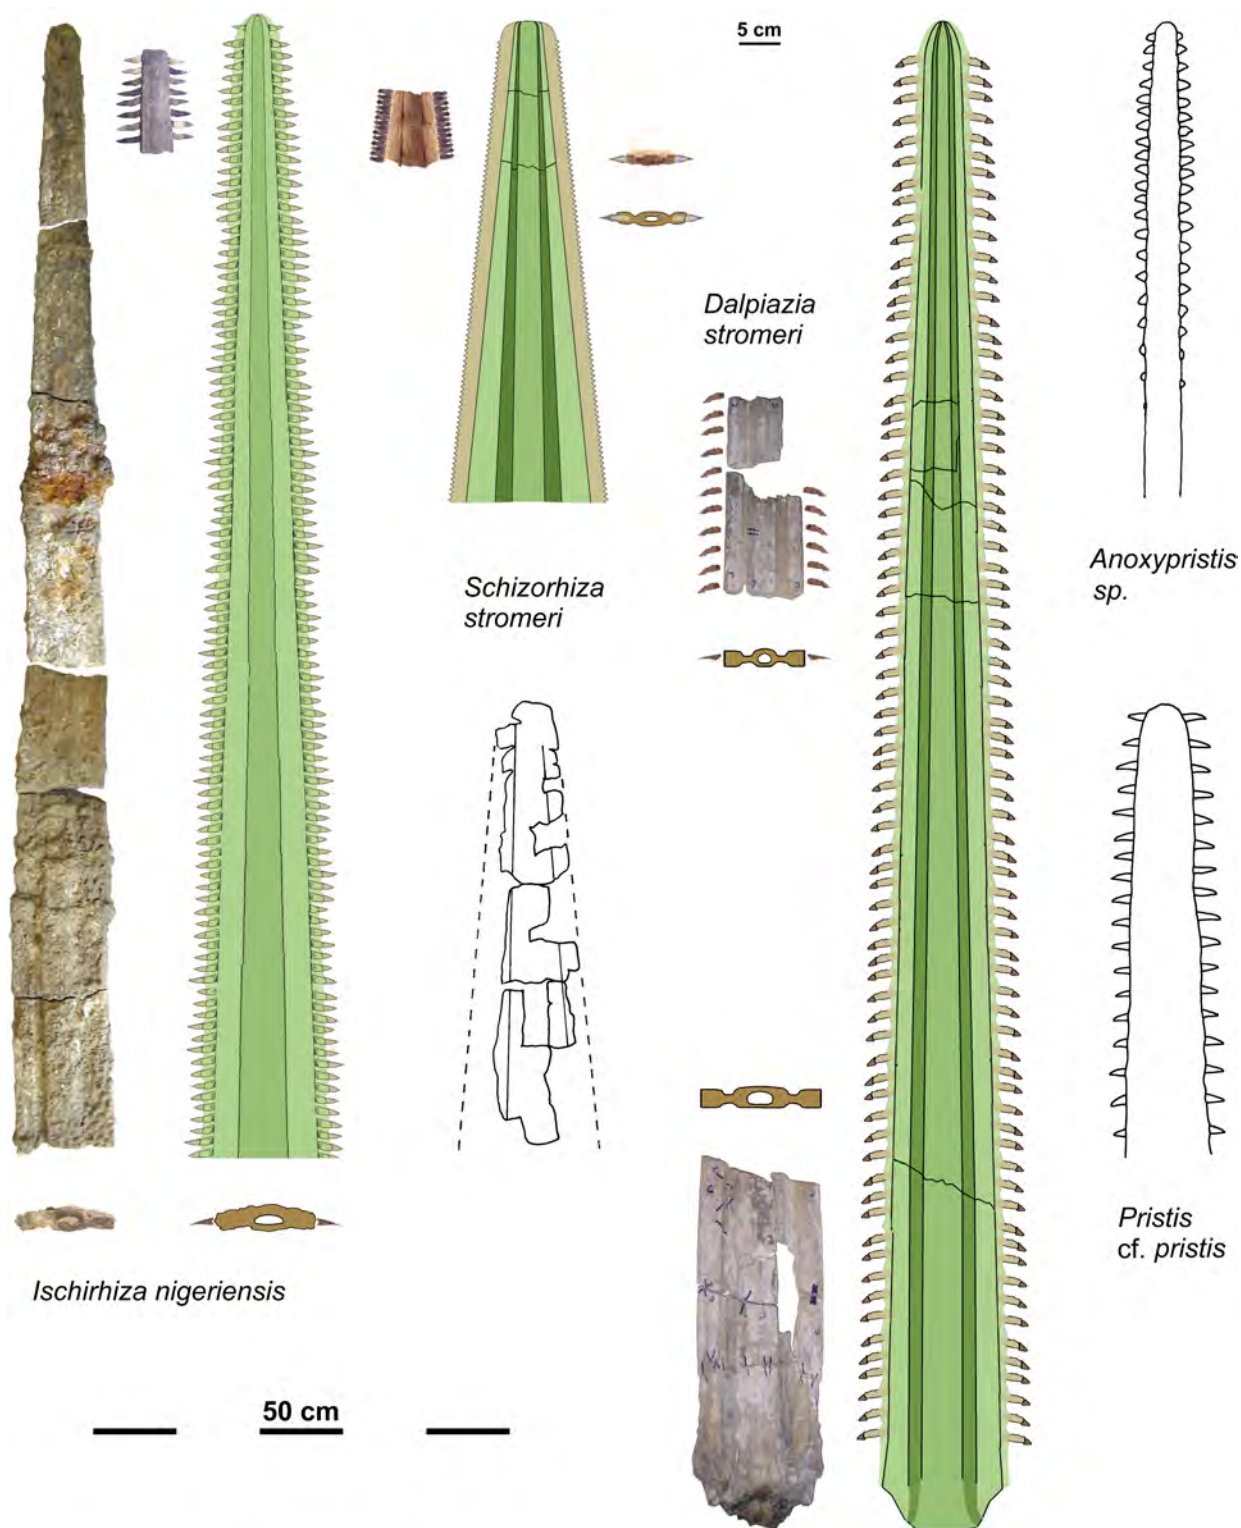 5 cm
Dalpiazia
stromeri
Schizorhiza
stromeri
Anoxypristis
sp.
Pristis
cf. pristis
Ischirhiza nigeriensis
50 cm